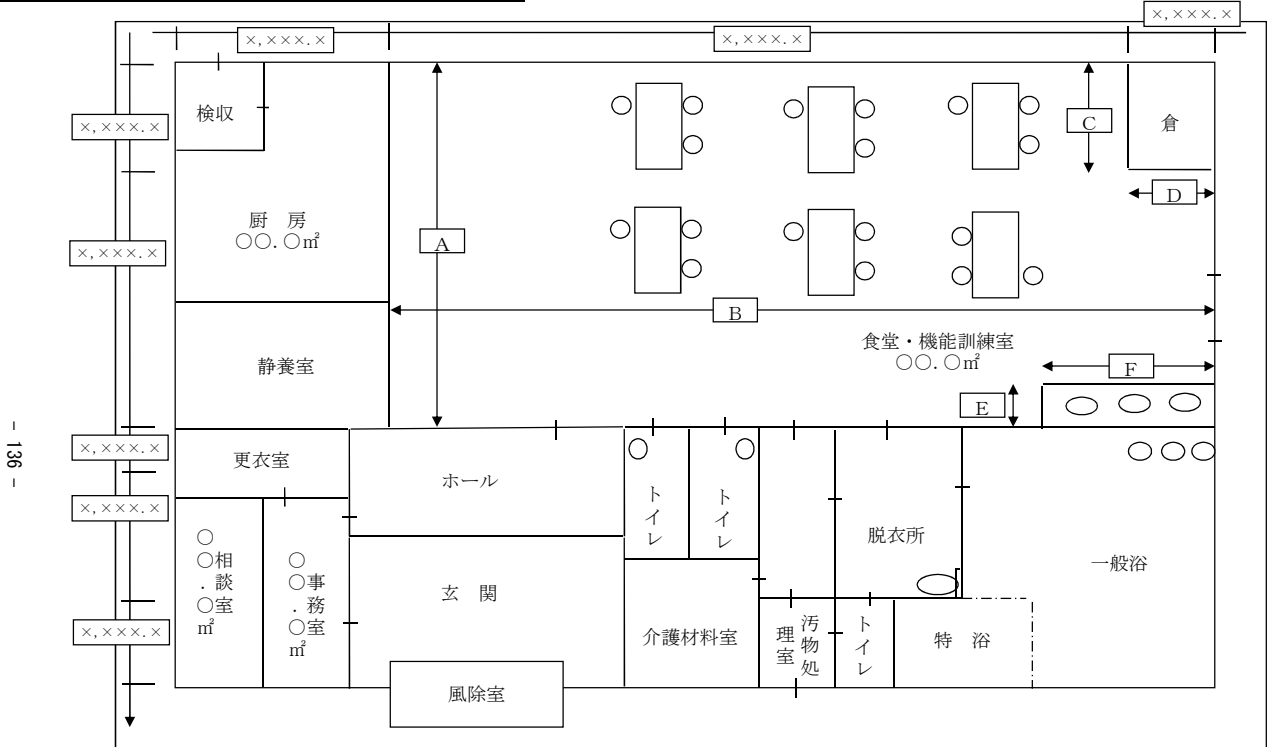 ×,×××.×
×,×××.×
×,×××.×
×,×××.×
検収
C
倉
D
厨 房
○○.○㎡
A
×,×××.×
B
食堂・機能訓練室
○○.○㎡
静養室
F
E
- 136 -
×,×××.×
更衣室
ホール
トイレ
トイレ
×,×××.×
脱衣所
一般浴
相談室
○○.○㎡
事務室
○○.○㎡
玄 関
介護材料室
汚物処
理室
トイレ
特 浴
×,×××.×
風除室